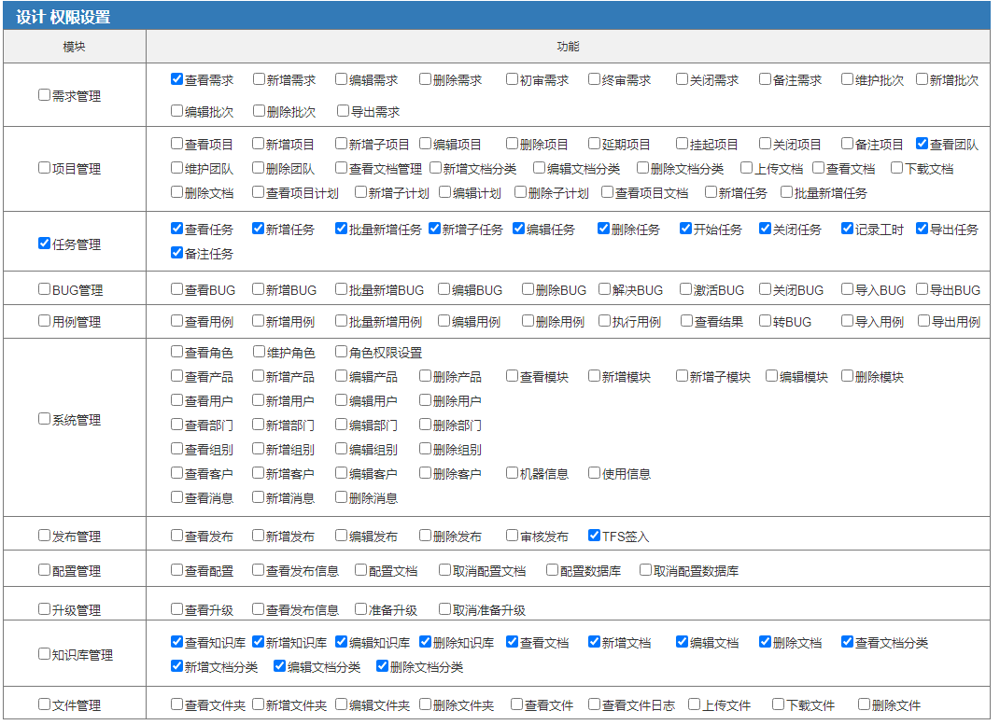 设计 权限设置
模块 功能
需求管理
查看需求 新增需求 编辑需求 删除需求 初审需求 终审需求 关闭需求 备注需求 维护批次 新增批次
编辑批次 删除批次 导出需求
项目管理
查看项目 新增项目 新增子项目 编辑项目 删除项目 延期项目 挂起项目 关闭项目 备注项目 查看团队
维护团队 删除团队 查看文档管理 新增文档分类 编辑文档分类 删除文档分类 上传文档 查看文档 下载文档
删除文档 查看项目计划 新增子计划 编辑计划 删除子计划 查看项目文档 新增任务 批量新增任务
任务管理
查看任务 新增任务 批量新增任务 新增子任务 编辑任务 删除任务 开始任务 关闭任务 记录工时 导出任务
备注任务
BUG管理 查看BUG 新增BUG 批量新增BUG 编辑BUG 删除BUG 解决BUG 激活BUG 关闭BUG 导入BUG 导出BUG
用例管理 查看用例 新增用例 批量新增用例 编辑用例 删除用例 执行用例 查看结果 转BUG 导入用例 导出用例
系统管理
查看角色 维护角色 角色权限设置
查看产品 新增产品 编辑产品 删除产品 查看模块 新增模块 新增子模块 编辑模块 删除模块
查看用户 新增用户 编辑用户 删除用户
查看部门 新增部门 编辑部门 删除部门
查看组别 新增组别 编辑组别 删除组别
查看客户 新增客户 编辑客户 删除客户 机器信息 使用信息
查看消息 新增消息 删除消息
发布管理 查看发布 新增发布 编辑发布 删除发布 审核发布 TFS签入
配置管理 查看配置 查看发布信息 配置文档 取消配置文档 配置数据库 取消配置数据库
升级管理 查看升级 查看发布信息 准备升级 取消准备升级
知识库管理
查看知识库 新增知识库 编辑知识库 删除知识库 查看文档 新增文档 编辑文档 删除文档 查看文档分类
新增文档分类 编辑文档分类 删除文档分类
文件管理 查看文件夹 新增文件夹 编辑文件夹 删除文件夹 查看文件 查看文件日志 上传文件 下载文件 删除文件